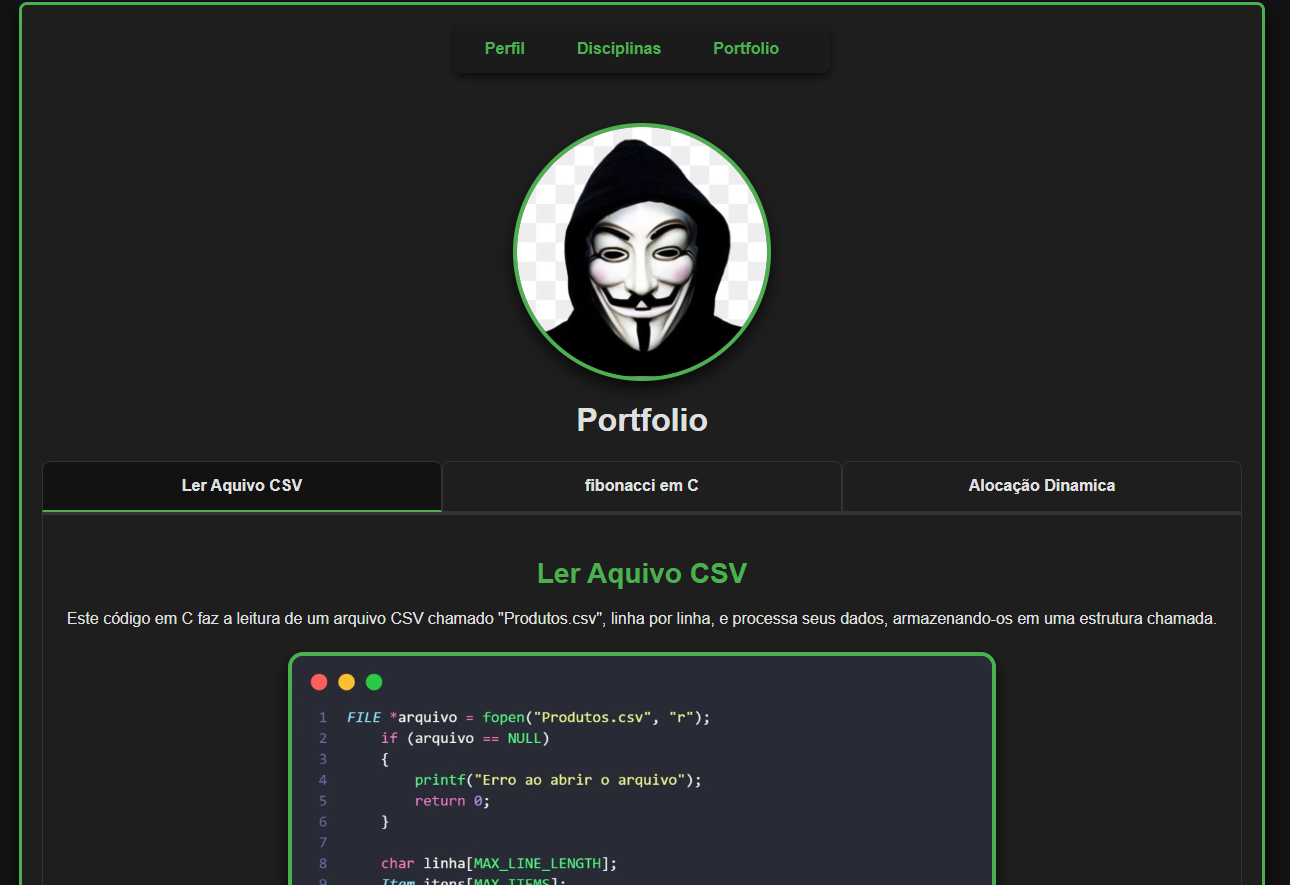 Perfil Disciplinas Portfolio
Portfolio
Ler Aquivo CSV fibonacci em C Alocação Dinamica
Ler Aquivo CSV
Este código em C faz a leitura de um arquivo CSV chamado "Produtos.csv", linha por linha, e processa seus dados, armazenando-os em uma estrutura chamada.
1 FILE *arquivo = fopen("Produtos.csv", "r");
2 if (arquivo == NULL)
3 {
4 printf("Erro ao abrir o arquivo");
5 return 0;
6 }
7
8 char linha[MAX_LINE_LENGTH];
9 Item itens[MAX_ITEMS];